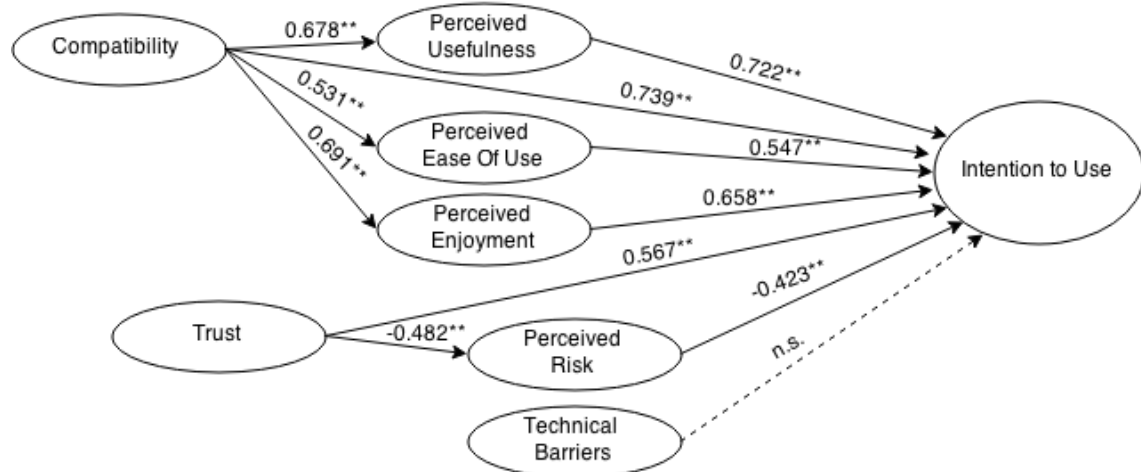 Compatibility
0.678**
Perceived
Usefulness
0.722**
0.531**
0.739**
0.691**
Perceived
Ease Of Use
0.547**
Intention to Use
Perceived
Enjoyment
0.658**
0.567**
Trust
-0.482**
Perceived
Risk
-0.423**
n.s.
Technical
Barriers